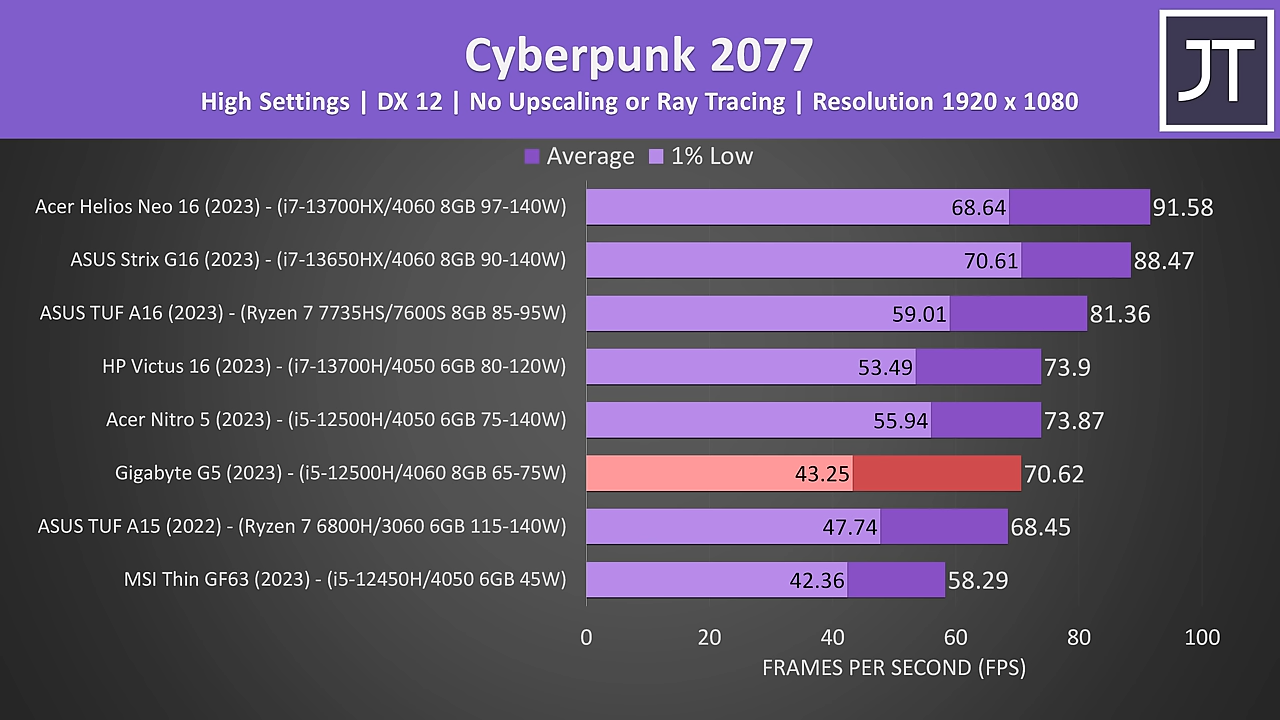 Cyberpunk 2077
JT
High Settings | DX 12 | No Upscaling or Ray Tracing | Resolution 1920 x 1080
Average 1% Low
Acer Helios Neo 16 (2023) - (i7-13700HX/4060 8GB 97-140W) 68.64 91.58
ASUS Strix G16 (2023) - (i7-13650HX/4060 8GB 90-140W) 70.61 88.47
ASUS TUF A16 (2023) - (Ryzen 7 7735HS/7600S 8GB 85-95W) 59.01 81.36
HP Victus 16 (2023) - (i7-13700H/4050 6GB 80-120W) 53.49 73.9
Acer Nitro 5 (2023) - (i5-12500H/4050 6GB 75-140W) 55.94 73.87
Gigabyte G5 (2023) - (i5-12500H/4060 8GB 65-75W) 43.25 70.62
ASUS TUF A15 (2022) - (Ryzen 7 6800H/3060 6GB 115-140W) 47.74 68.45
MSI Thin GF63 (2023) - (i5-12450H/4050 6GB 45W) 42.36 58.29
0 20 40 60 80 100
FRAMES PER SECOND (FPS)